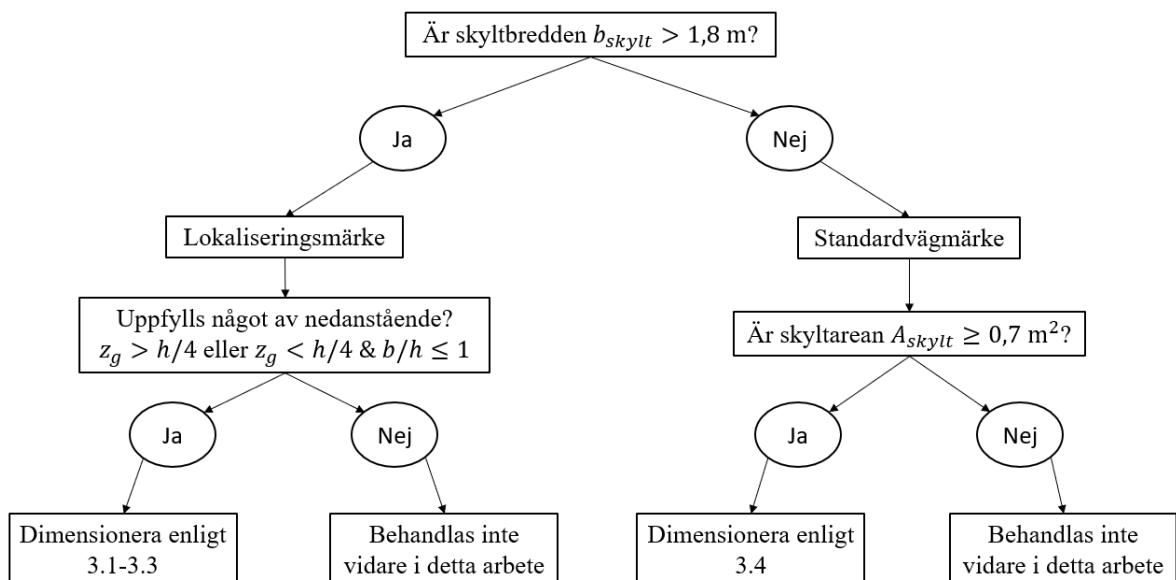 Är skyltbredden b_skylt > 1,8 m?
Ja
Nej
Lokaliseringsmärke
Standardvägmärke
Uppfylls något av nedanstående?
z_g > h/4 eller z_g < h/4 & b/h ≤ 1
Är skyltarean A_skylt ≥ 0,7 m²?
Ja
Nej
Ja
Nej
Dimensionera enligt
3.1-3.3
Behandlas inte
vidare i detta arbete
Dimensionera enligt
3.4
Behandlas inte
vidare i detta arbete